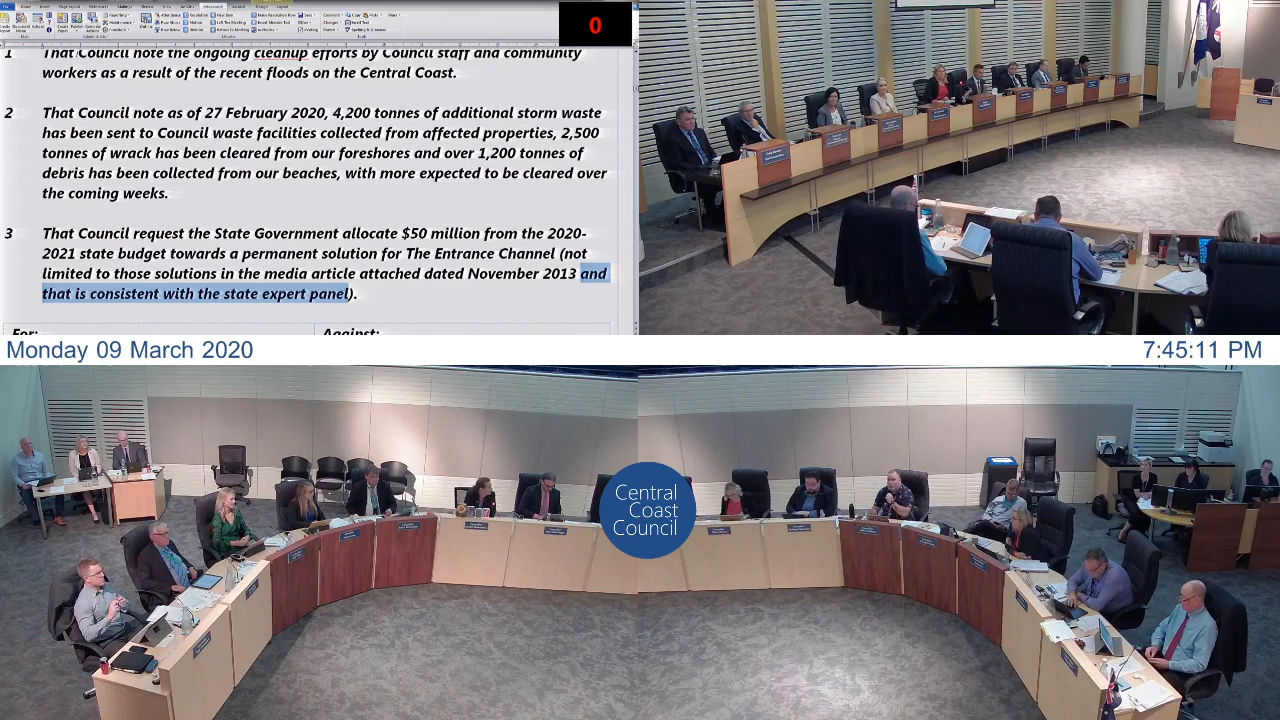 0
1 That Council note the ongoing cleanup efforts by Council staff and community
workers as a result of the recent floods on the Central Coast.
2 That Council note as of 27 February 2020, 4,200 tonnes of additional storm waste
has been sent to Council waste facilities collected from affected properties, 2,500
tonnes of wrack has been cleared from our foreshores and over 1,200 tonnes of
debris has been collected from our beaches, with more expected to be cleared over
the coming weeks.
3 That Council request the State Government allocate $50 million from the 2020-
2021 state budget towards a permanent solution for The Entrance Channel (not
limited to those solutions in the media article attached dated November 2013 and
that is consistent with the state expert panel).
For: Against:
Monday 09 March 2020
7:45:11 PM
Central
Coast
Council